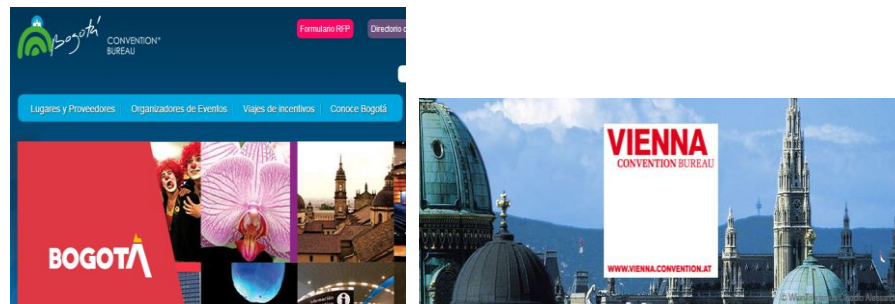 Bogotá
CONVENTION®
BUREAU
Formulario RFP
Directorio
Lugares y Proveedores
Organizadores de Eventos
Viajes de incentivos
Conoce Bogotá
BOGOTÁ
VIENNA
CONVENTION BUREAU
WWW.VIENNA.CONVENTION.AT